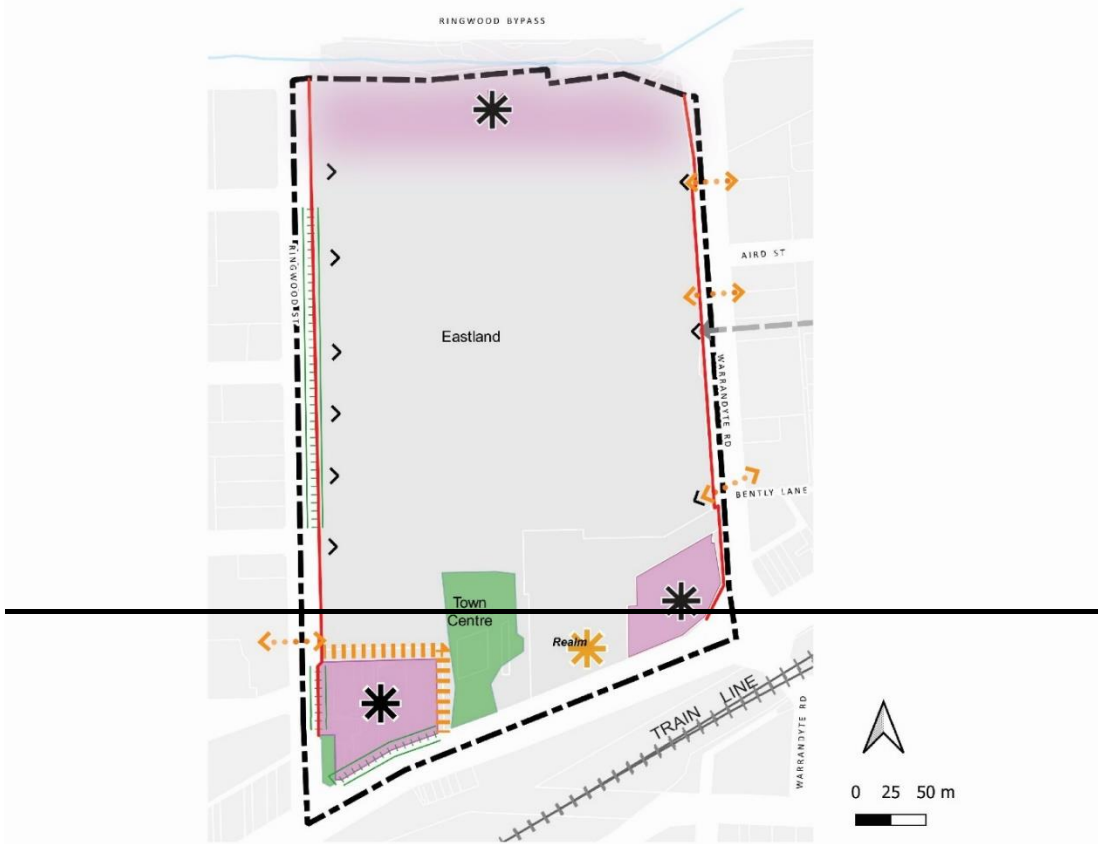 RINGWOOD BYPASS
RINGWOOD ST
AIRD ST
Eastland
WARRANDYTE RD
BENTLY LANE
Town
Centre
Realm
TRAIN LINE
WARRANDYTE RD
0 25 50 m